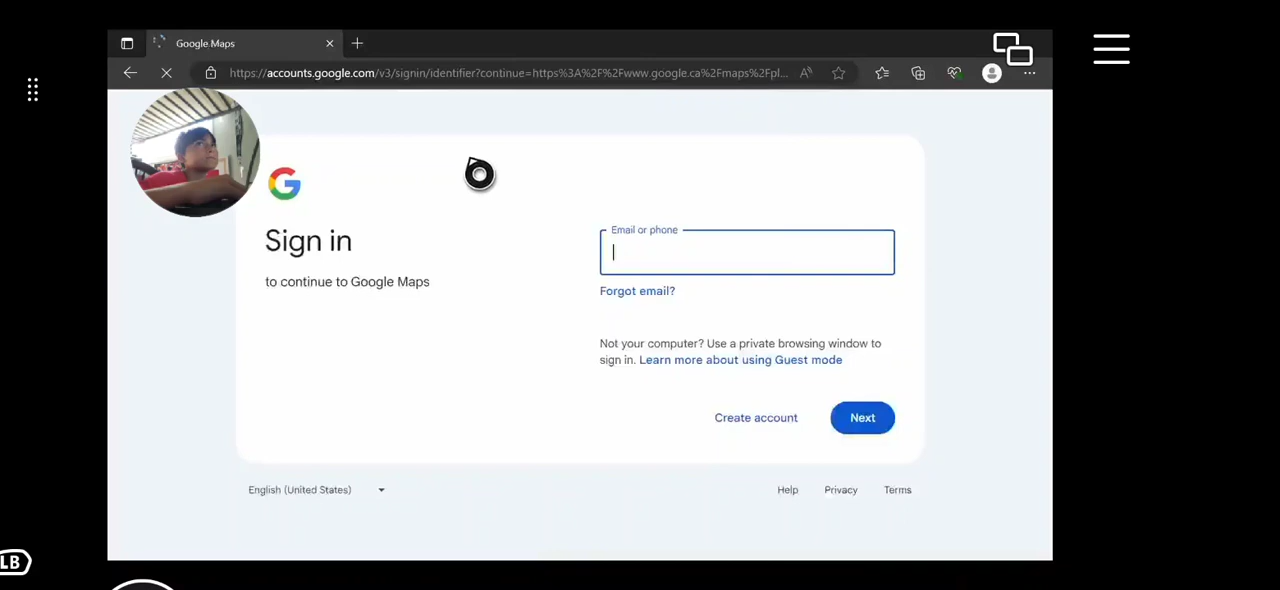 Google Maps
https://accounts.google.com/v3/signin/identifier?continue=https%3A%2F%2Fwww.google.ca%2Fmaps%2Fpl...
Sign in
to continue to Google Maps
Email or phone
Forgot email?
Not your computer? Use a private browsing window to
sign in. Learn more about using Guest mode
Create account
Next
English (United States)
Help
Privacy
Terms
LB